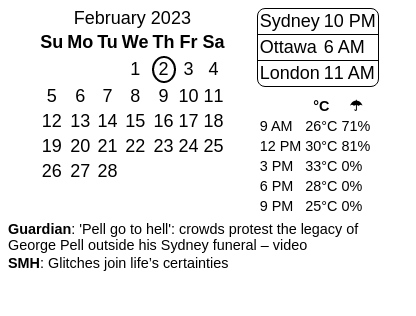 February 2023
Su Mo Tu We Th Fr Sa
1 2 3 4
5 6 7 8 9 10 11
12 13 14 15 16 17 18
19 20 21 22 23 24 25
26 27 28
Sydney 10 PM
Ottawa 6 AM
London 11 AM
°C ☂
9 AM 26°C 71%
12 PM 30°C 81%
3 PM 33°C 0%
6 PM 28°C 0%
9 PM 25°C 0%
Guardian: 'Pell go to hell': crowds protest the legacy of
George Pell outside his Sydney funeral – video
SMH: Glitches join life's certainties